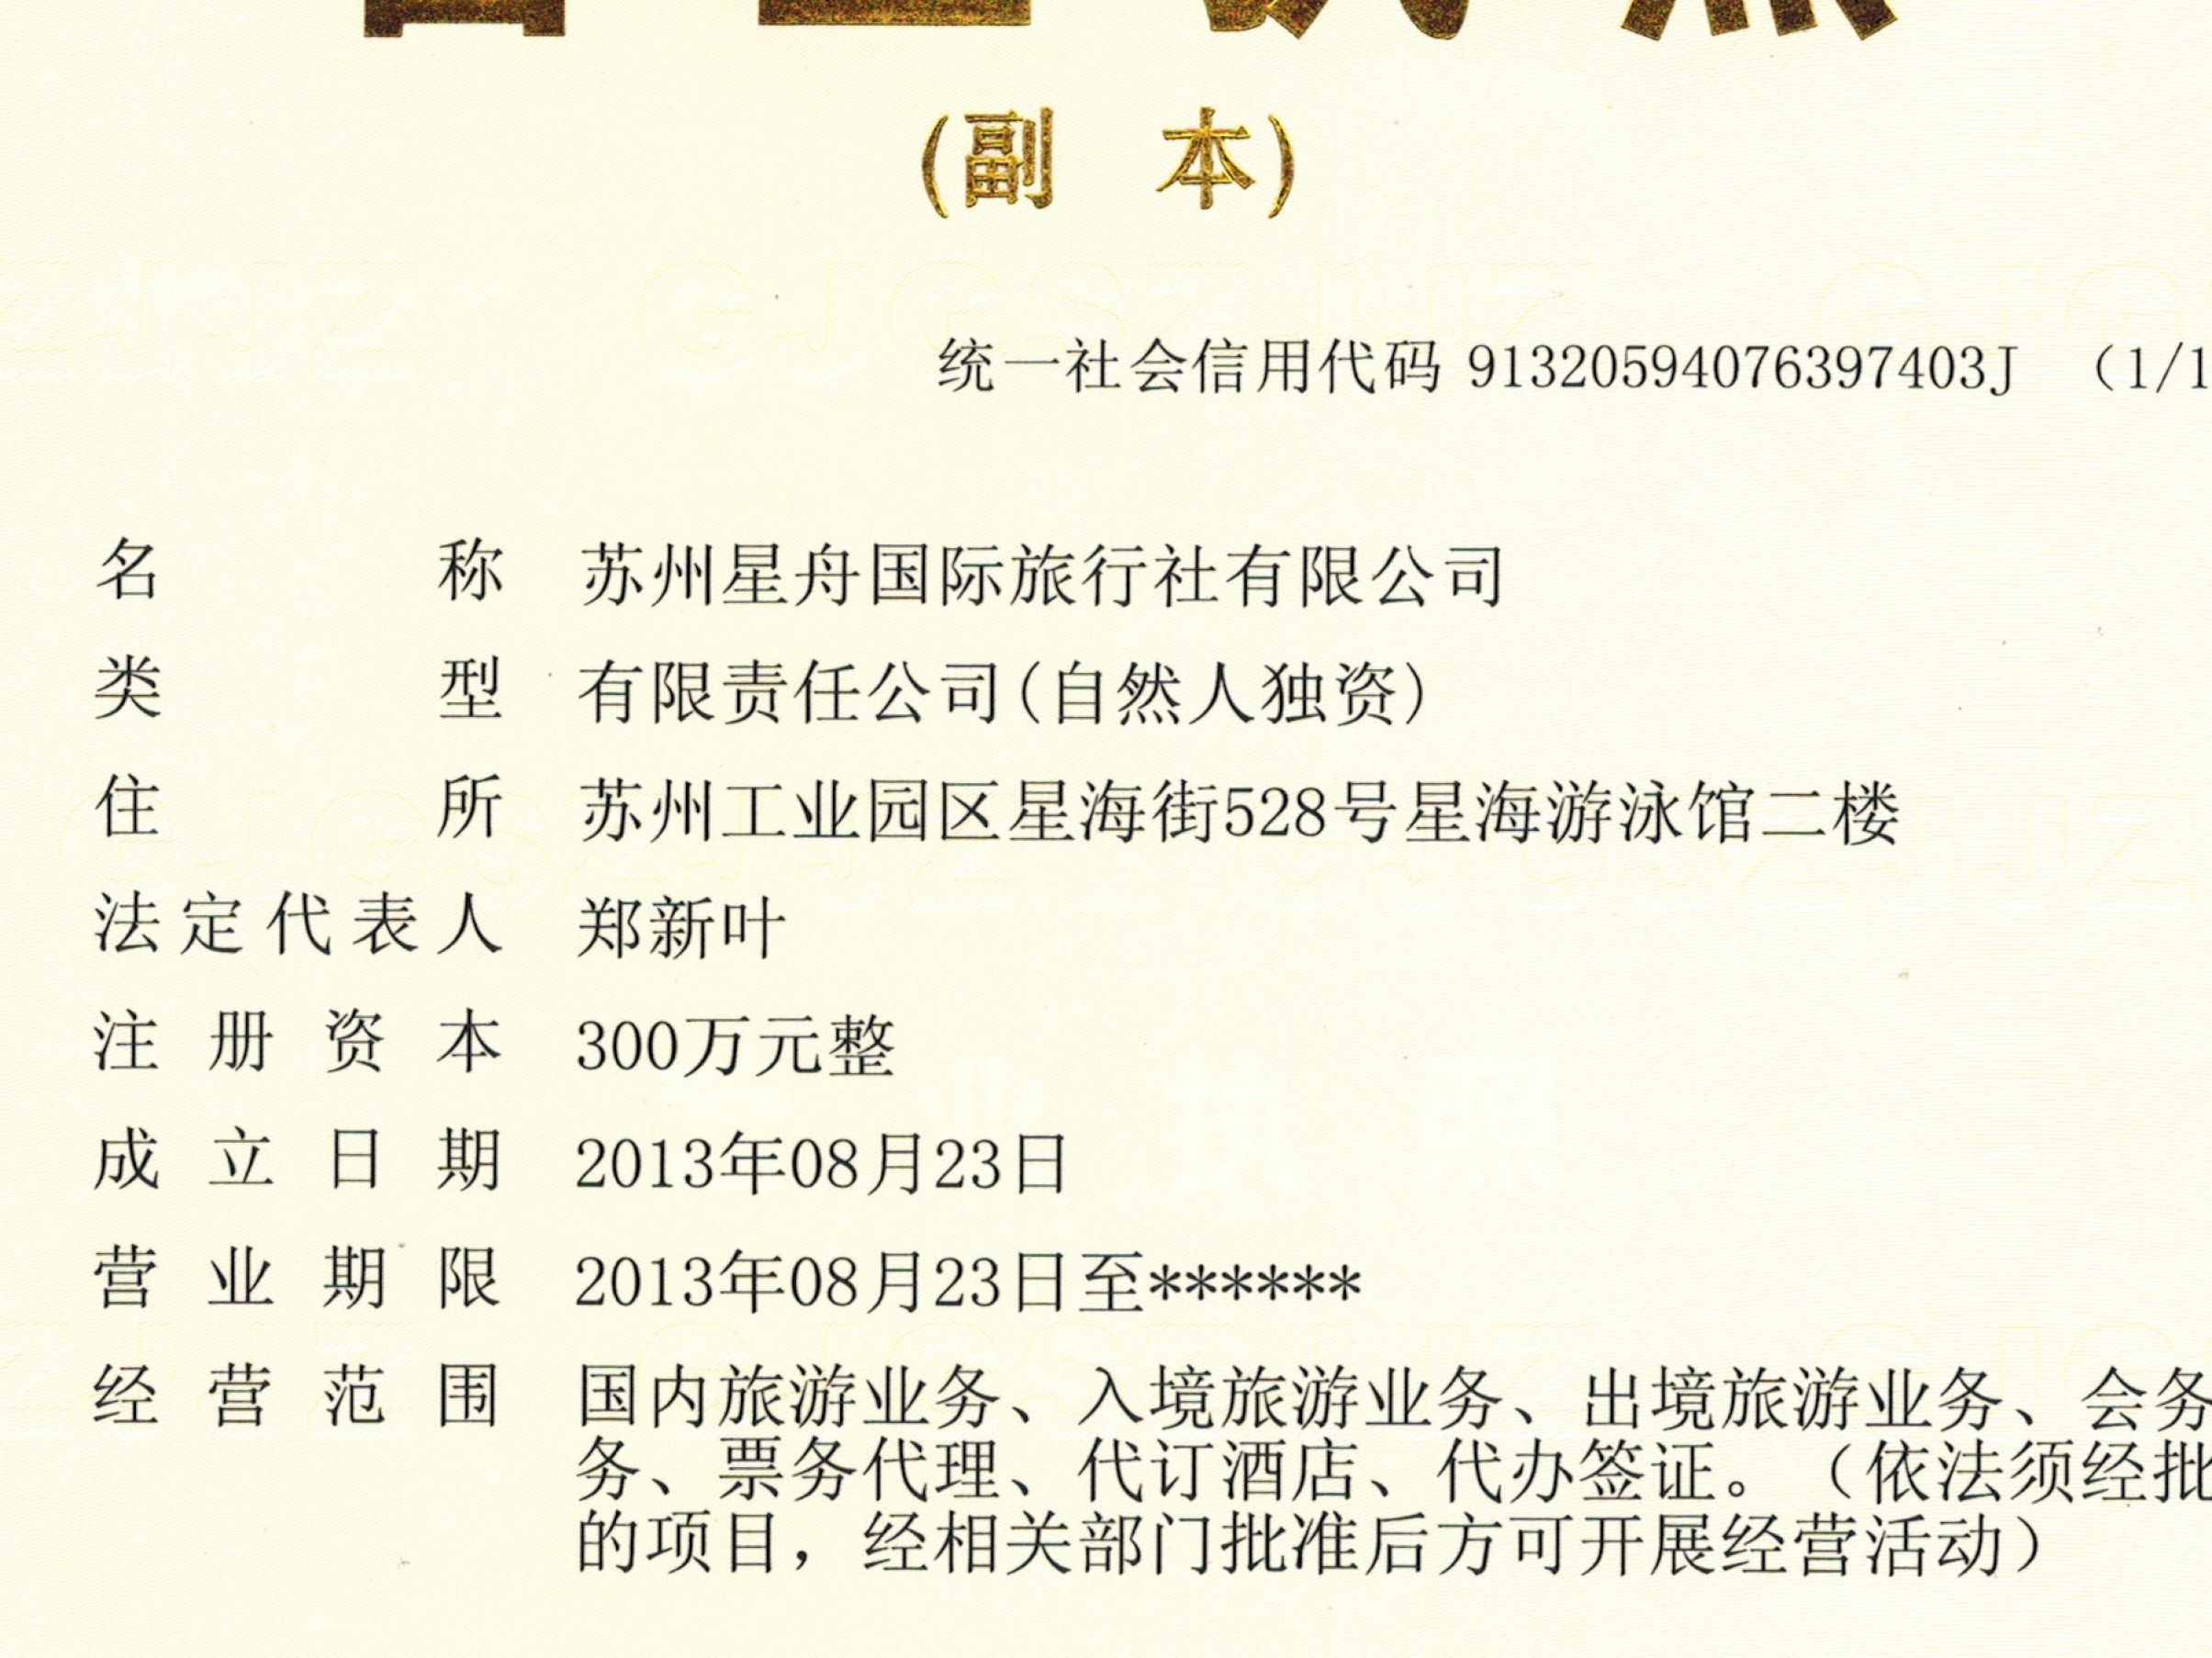 (副 本)
统一社会信用代码 91320594076397403J (1/1
名 称 苏州星舟国际旅行社有限公司
类 型 有限责任公司(自然人独资)
住 所 苏州工业园区星海街528号星海游泳馆二楼
法定代表人 郑新叶
注册资本 300万元整
成立日期 2013年08月23日
营业期限 2013年08月23日至******
经营范围 国内旅游业务、入境旅游业务、出境旅游业务、会务
务、票务代理、代订酒店、代办签证。（依法须经批
的项目，经相关部门批准后方可开展经营活动）